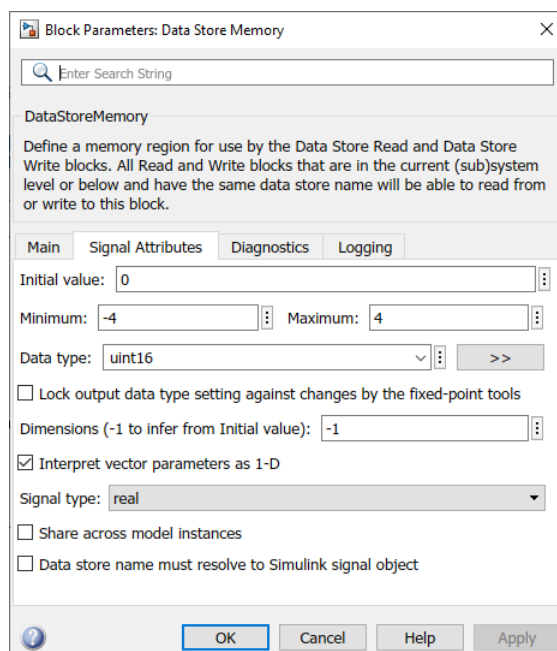 Block Parameters: Data Store Memory
Enter Search String
DataStoreMemory
Define a memory region for use by the Data Store Read and Data Store
Write blocks. All Read and Write blocks that are in the current (sub)system
level or below and have the same data store name will be able to read from
or write to this block.
Main Signal Attributes Diagnostics Logging
Initial value: 0
Minimum: -4 Maximum: 4
Data type: uint16 >>
Lock output data type setting against changes by the fixed-point tools
Dimensions (-1 to infer from Initial value): -1
Interpret vector parameters as 1-D
Signal type: real
Share across model instances
Data store name must resolve to Simulink signal object
? OK Cancel Help Apply